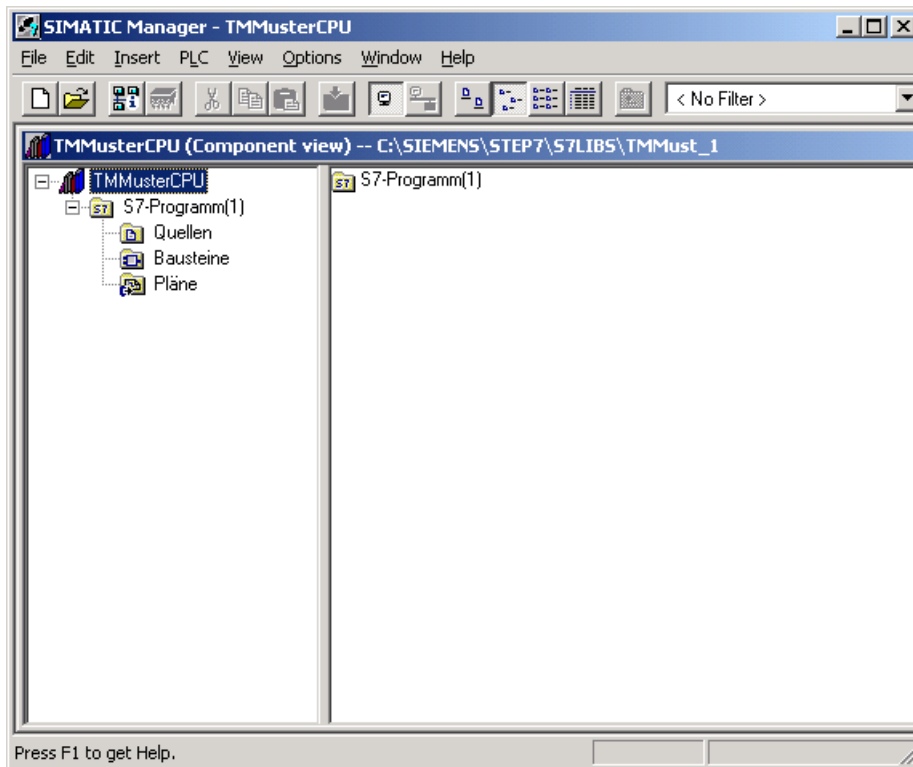 SIMATIC Manager - TMMusterCPU
File Edit Insert PLC View Options Window Help
< No Filter >
TMMusterCPU (Component view) -- C:\SIEMENS\STEP7\S7LIBS\TMMust_1
TMMusterCPU
S7-Programm(1)
Quellen
Bausteine
Pläne
S7-Programm(1)
Press F1 to get Help.